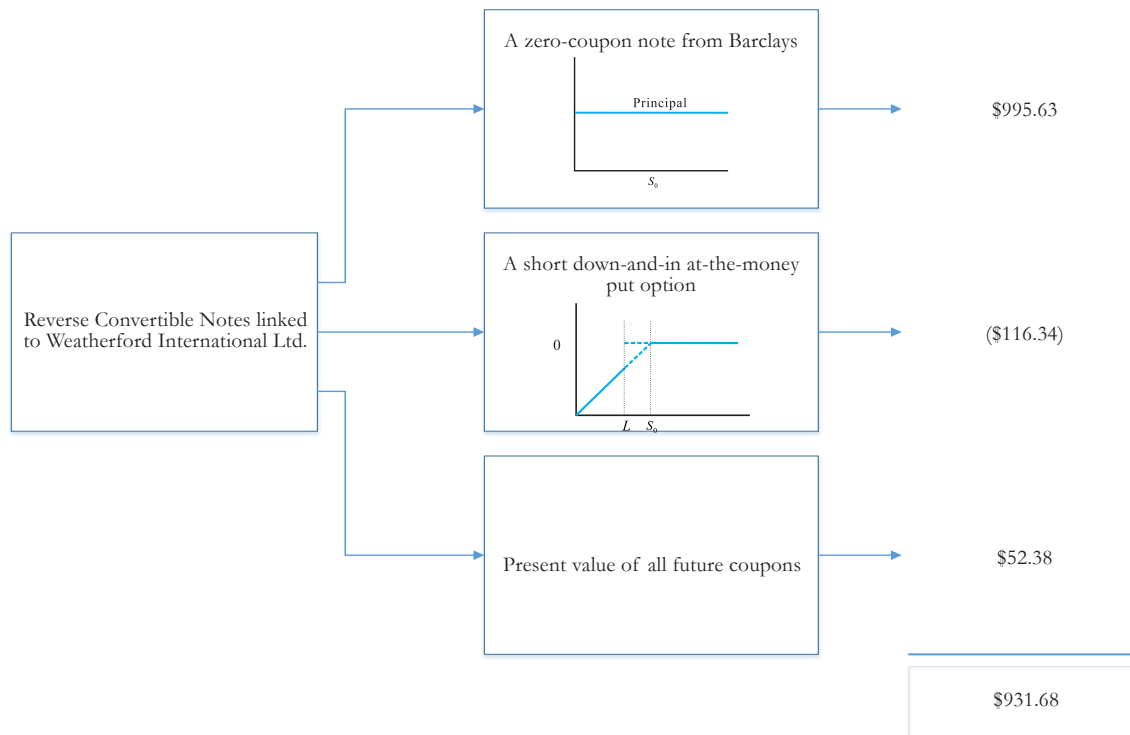 A zero-coupon note from Barclays
Principal
S₀
$995.63
Reverse Convertible Notes linked
to Weatherford International Ltd.
A short down-and-in at-the-money
put option
0
L S₀
($116.34)
Present value of all future coupons
$52.38
$931.68